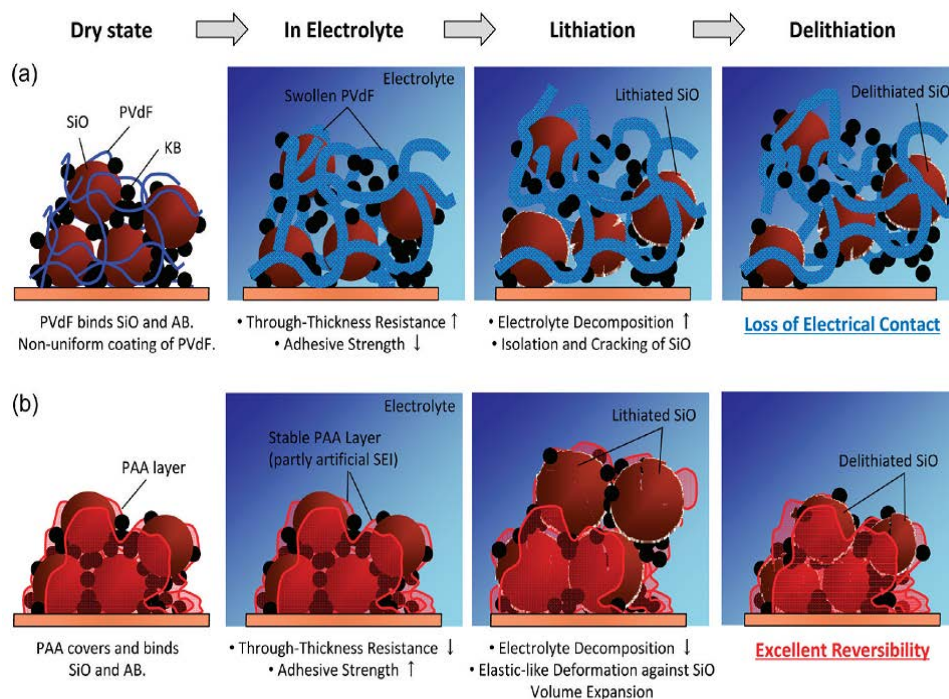 Dry state
In Electrolyte
Lithiation
Delithiation
(a)
SiO
PVdF
KB
Electrolyte
Swollen PVdF
Lithiated SiO
Delithiated SiO
PVdF binds SiO and AB.
Non-uniform coating of PVdF.
• Through-Thickness Resistance ↑
• Adhesive Strength ↓
• Electrolyte Decomposition ↑
• Isolation and Cracking of SiO
Loss of Electrical Contact
(b)
PAA layer
Electrolyte
Stable PAA Layer
(partly artificial SEI)
Lithiated SiO
Delithiated SiO
PAA covers and binds
SiO and AB.
• Through-Thickness Resistance ↓
• Adhesive Strength ↑
• Electrolyte Decomposition ↓
• Elastic-like Deformation against SiO
Volume Expansion
Excellent Reversibility